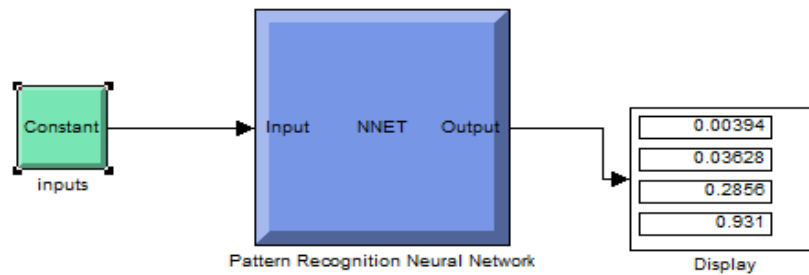 Constant
inputs
Input NNET Output
Pattern Recognition Neural Network
0.00394
0.03628
0.2856
0.931
Display